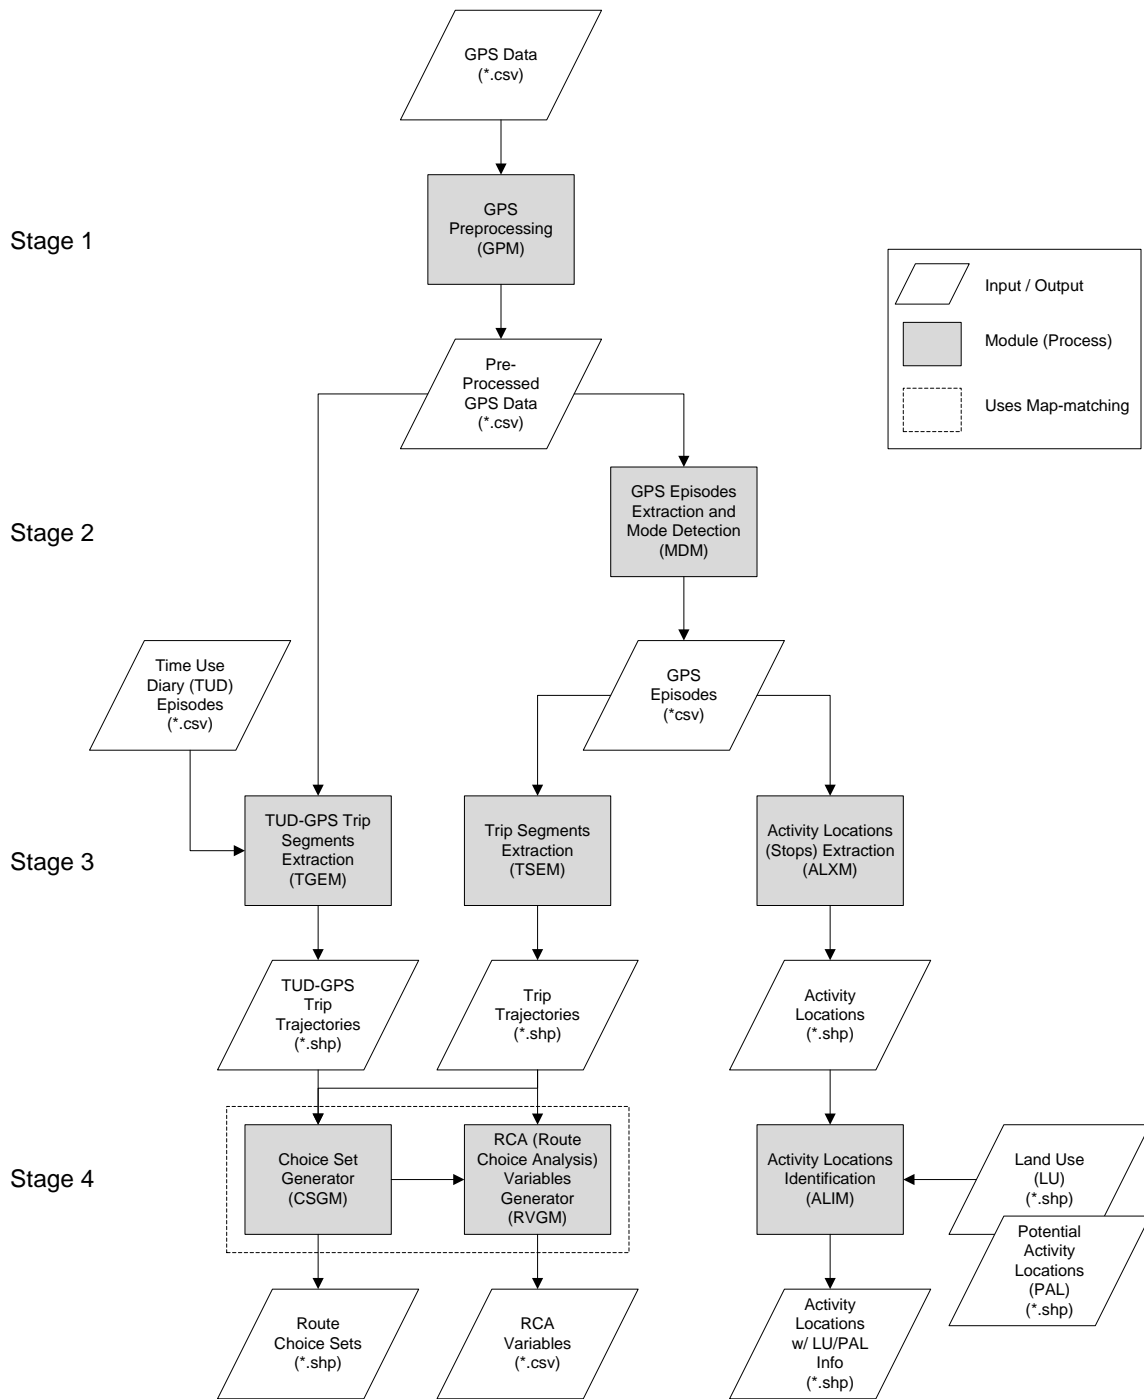 GPS Data
(*.csv)
Stage 1
GPS
Preprocessing
(GPM)
Input / Output
Module (Process)
Uses Map-matching
Pre-
Processed
GPS Data
(*.csv)
Stage 2
GPS Episodes
Extraction and
Mode Detection
(MDM)
Time Use
Diary (TUD)
Episodes
(*.csv)
GPS
Episodes
(*csv)
Stage 3
TUD-GPS Trip
Segments
Extraction
(TGEM)
Trip Segments
Extraction
(TSEM)
Activity Locations
(Stops) Extraction
(ALXM)
TUD-GPS
Trip
Trajectories
(*.shp)
Trip
Trajectories
(*.shp)
Activity
Locations
(*.shp)
Stage 4
Choice Set
Generator
(CSGM)
RCA (Route
Choice Analysis)
Variables
Generator
(RVGM)
Activity Locations
Identification
(ALIM)
Land Use
(LU)
(*.shp)
Potential
Activity
Locations
(PAL)
(*.shp)
Route
Choice Sets
(*.shp)
RCA
Variables
(*.csv)
Activity
Locations
w/ LU/PAL
Info
(*.shp)